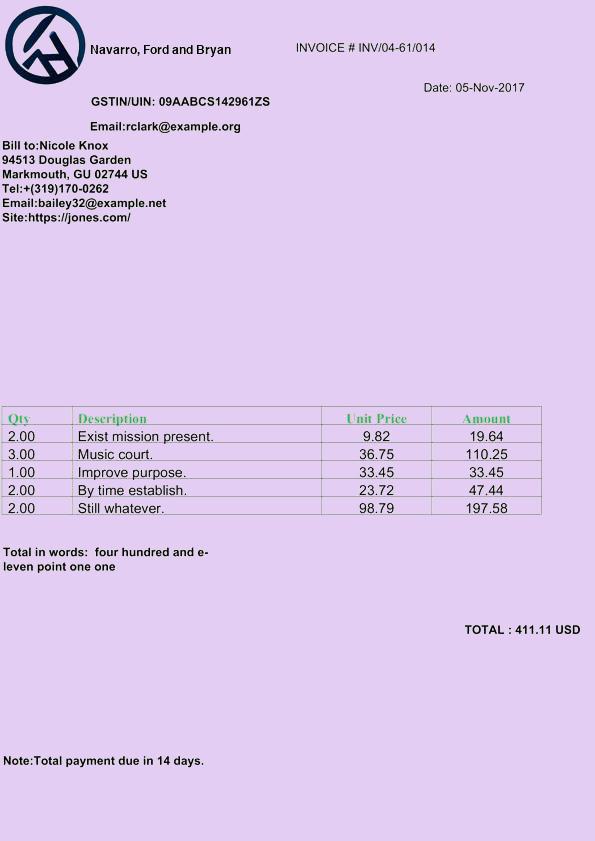 Navarro, Ford and Bryan
INVOICE # INV/04-61/014
Date: 05-Nov-2017
GSTIN/UIN: 09AABCS142961ZS
Email:rclark@example.org
Bill to:Nicole Knox
94513 Douglas Garden
Markmouth, GU 02744 US
Tel:+(319)170-0262
Email:bailey32@example.net
Site:https://jones.com/
Qty Description Unit Price Amount
2.00 Exist mission present. 9.82 19.64
3.00 Music court. 36.75 110.25
1.00 Improve purpose. 33.45 33.45
2.00 By time establish. 23.72 47.44
2.00 Still whatever. 98.79 197.58
Total in words:  four hundred and e-
leven point one one
TOTAL : 411.11 USD
Note:Total payment due in 14 days.